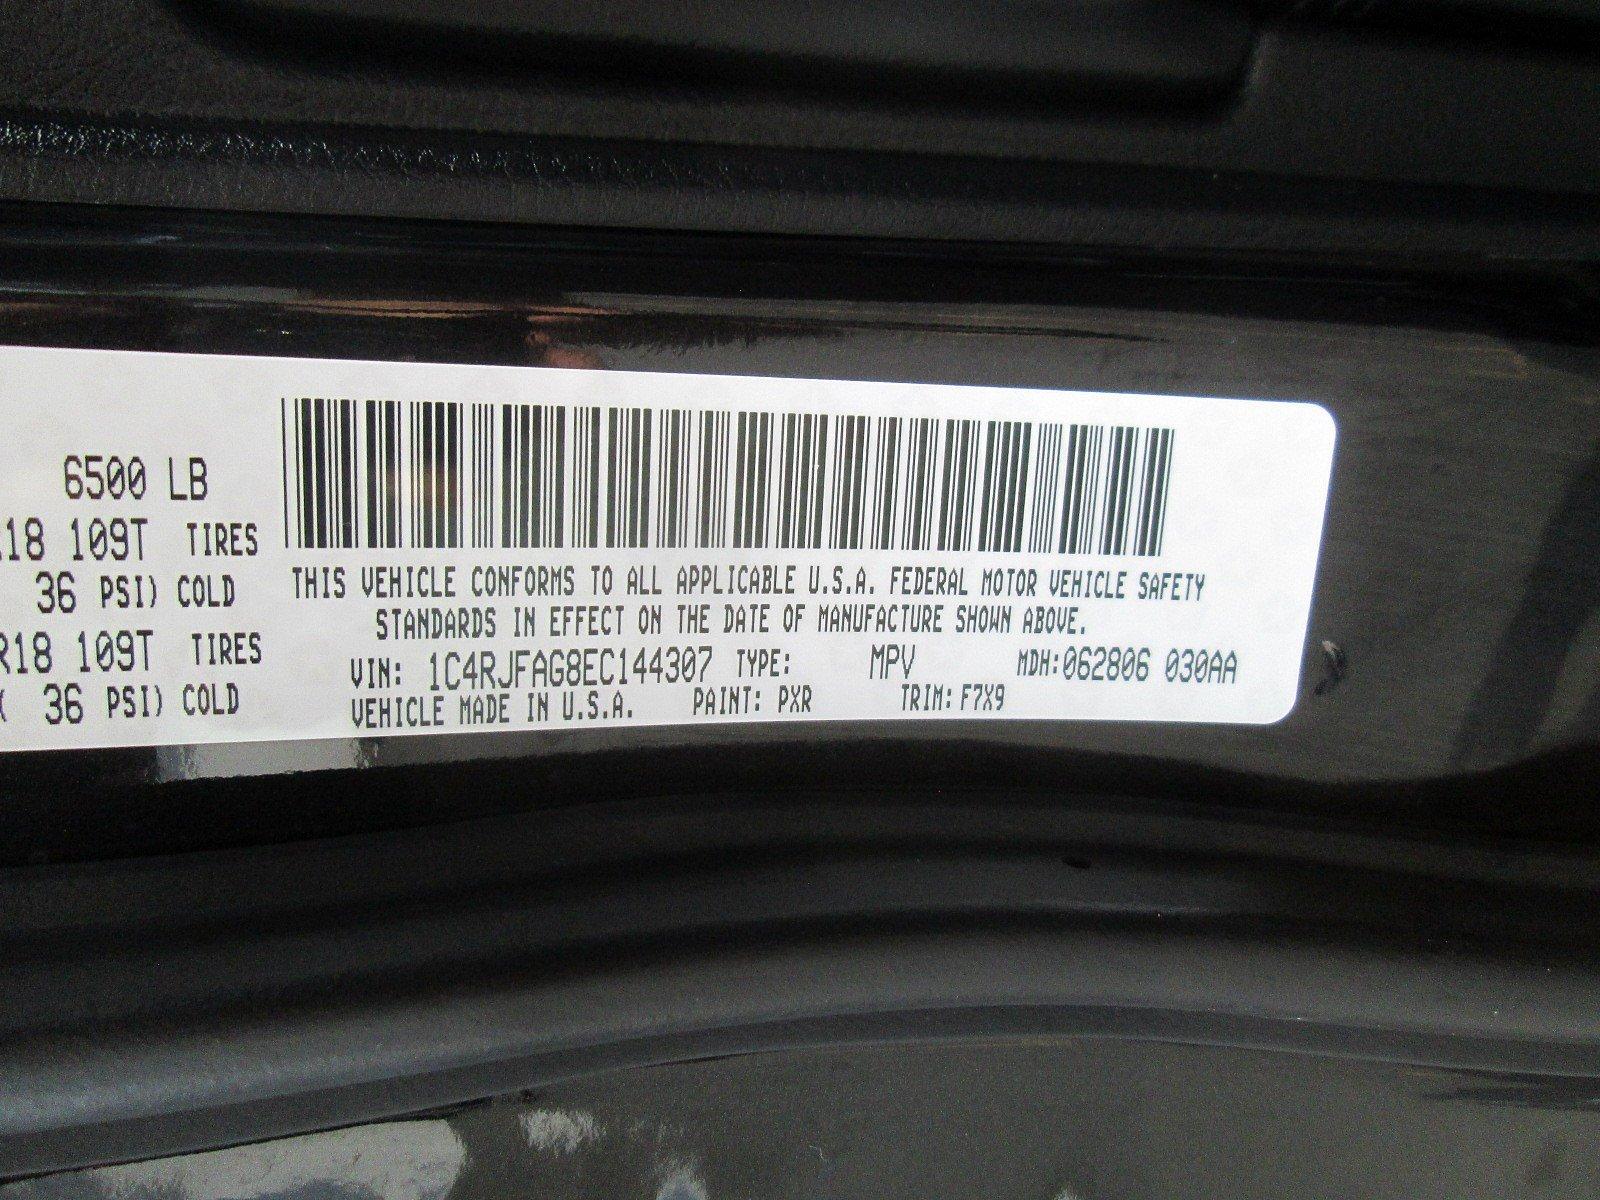 6500 LB
R18 109T TIRES
36 PSI) COLD
R18 109T TIRES
( 36 PSI) COLD
THIS VEHICLE CONFORMS TO ALL APPLICABLE U.S.A. FEDERAL MOTOR VEHICLE SAFETY
STANDARDS IN EFFECT ON THE DATE OF MANUFACTURE SHOWN ABOVE.
VIN: 1C4RJFAG8EC144307 TYPE: MPV MDH:062806 030AA
VEHICLE MADE IN U.S.A. PAINT: PXR TRIM: F7X9